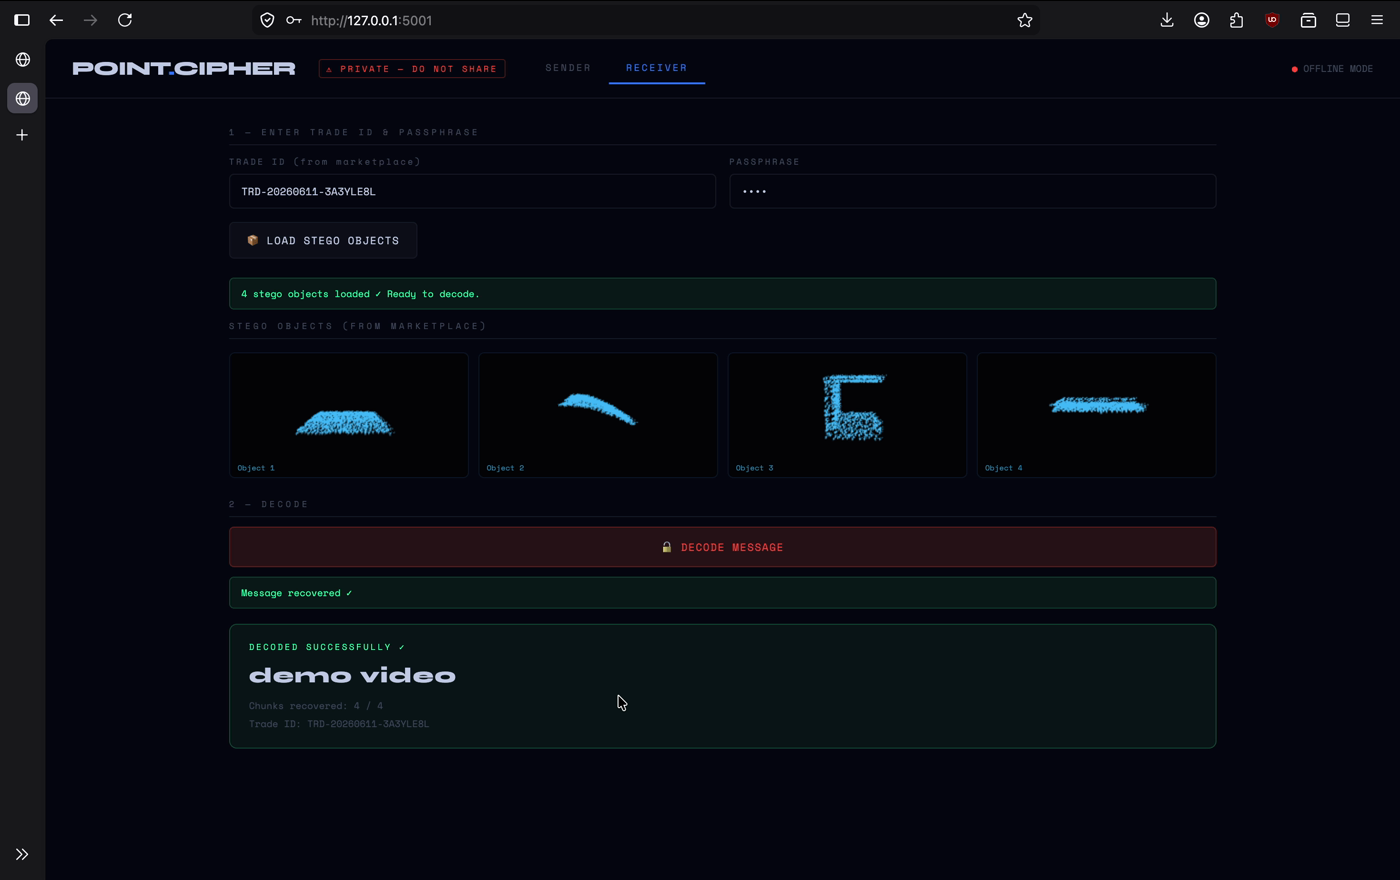 http://127.0.0.1:5001
POINT.CIPHER
⚠ PRIVATE — DO NOT SHARE
SENDER
RECEIVER
OFFLINE MODE
1 — ENTER TRADE ID & PASSPHRASE
TRADE ID (from marketplace)
PASSPHRASE
TRD-20260611-3A3YLE8L
••••
📦 LOAD STEGO OBJECTS
4 stego objects loaded ✓ Ready to decode.
STEGO OBJECTS (FROM MARKETPLACE)
Object 1
Object 2
Object 3
Object 4
2 — DECODE
🔓 DECODE MESSAGE
Message recovered ✓
DECODED SUCCESSFULLY ✓
demo video
Chunks recovered: 4 / 4
Trade ID: TRD-20260611-3A3YLE8L